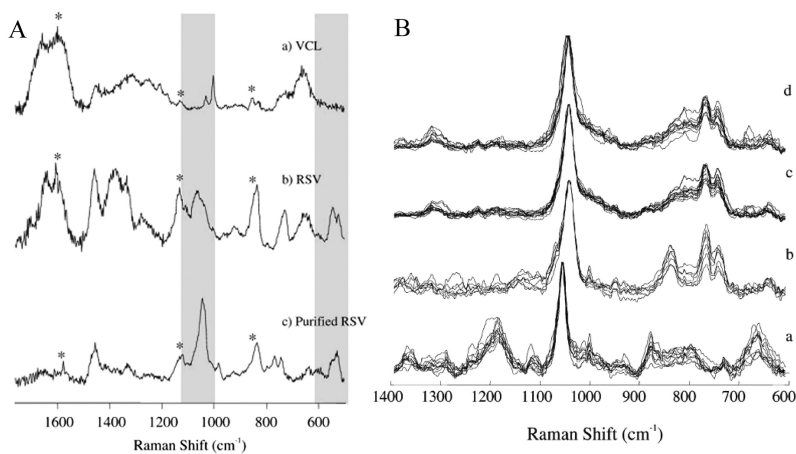 A
*
a) VCL
*
*
*
b) RSV
*
*
*
c) Purified RSV
*
*
1600 1400 1200 1000 800 600
Raman Shift (cm-1)
B
d
c
b
a
1400 1300 1200 1100 1000 900 800 700 600
Raman Shift (cm-1)